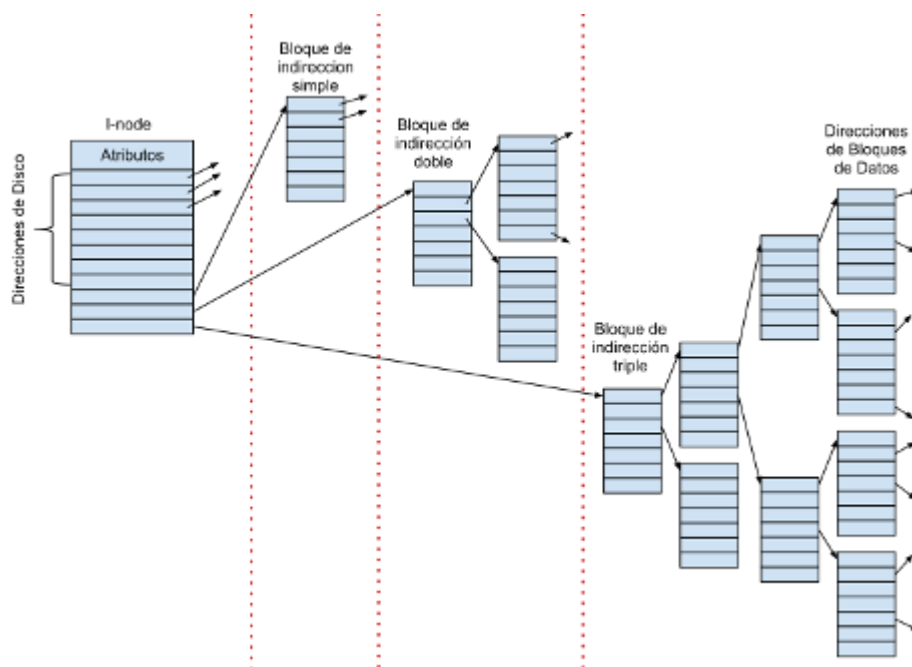 Bloque de
indireccion
simple
I-node
Atributos
Direcciones de Disco
Bloque de
indirección
doble
Direcciones
de Bloques
de Datos
Bloque de
indirección
triple